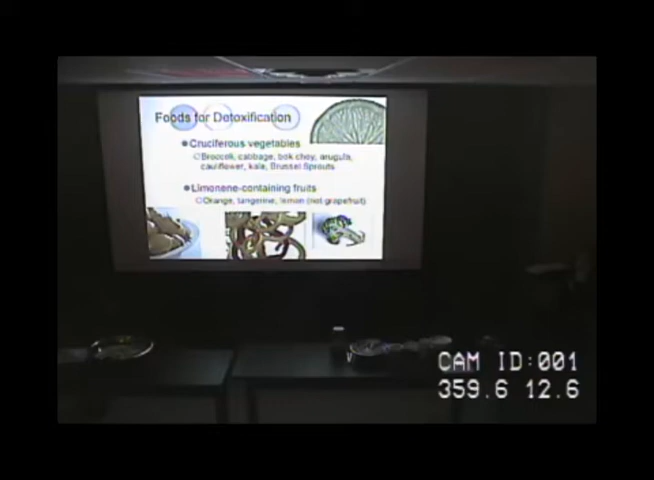 Foods for Detoxification
Cruciferous vegetables
Broccoli, cabbage, bok choy, arugula,
cauliflower, kale, Brussel Sprouts
Limonene-containing fruits
Orange, tangerine, lemon (not grapefruit)
CAM ID:001
359.6 12.6